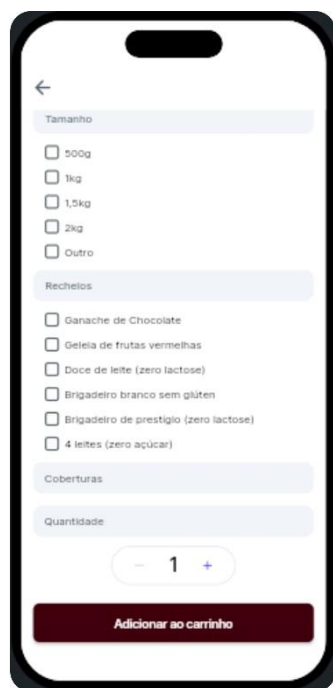 Tamanho
500g
1kg
1,5kg
2kg
Outro
Recheios
Ganache de Chocolate
Geleia de frutas vermelhas
Doce de leite (zero lactose)
Brigadeiro branco sem glúten
Brigadeiro de prestígio (zero lactose)
4 leites (zero açúcar)
Coberturas
Quantidade
− 1 +
Adicionar ao carrinho